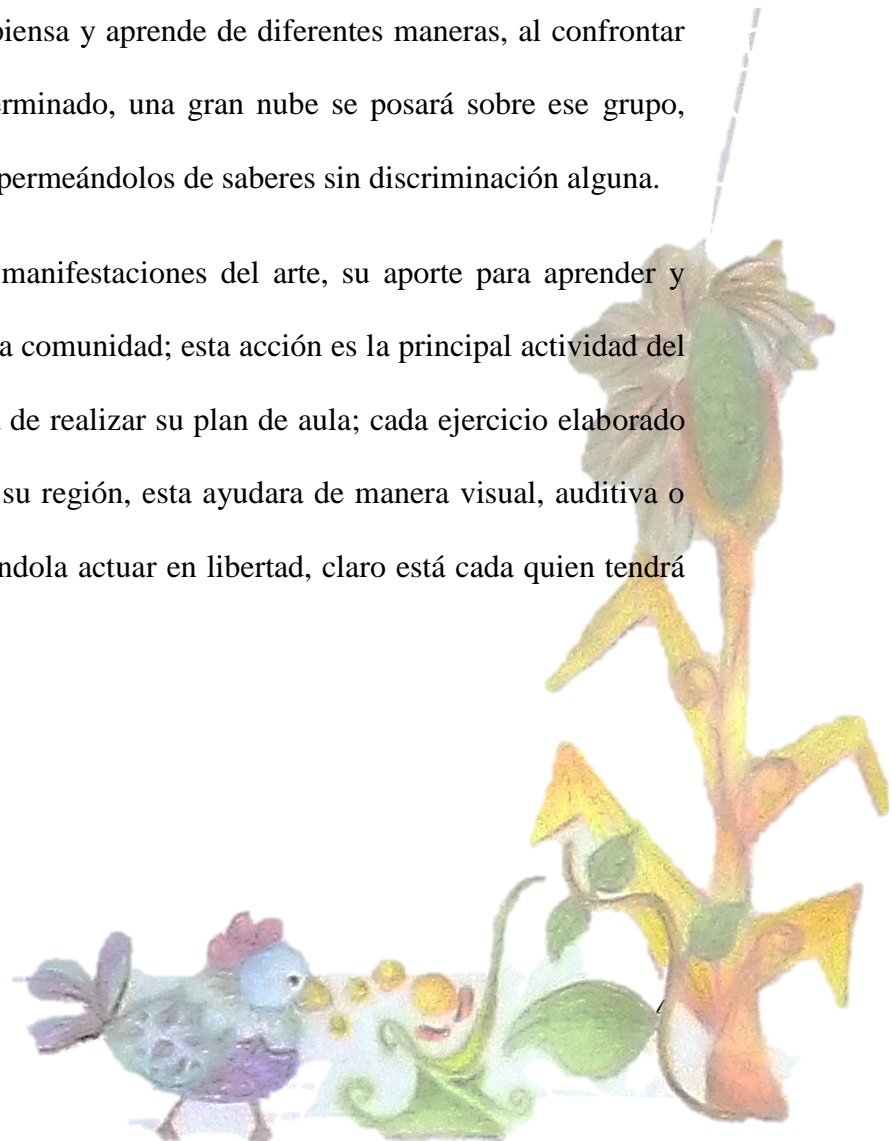 piensa y aprende de diferentes maneras, al confrontar
erminado, una gran nube se posará sobre ese grupo,
permeándolos de saberes sin discriminación alguna.
manifestaciones del arte, su aporte para aprender y
a comunidad; esta acción es la principal actividad del
de realizar su plan de aula; cada ejercicio elaborado
su región, esta ayudara de manera visual, auditiva o
ndola actuar en libertad, claro está cada quien tendrá